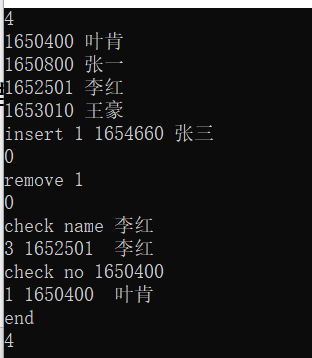 4
1650400 叶肯
1650800 张一
1652501 李红
1653010 王豪
insert 1 1654660 张三
0
remove 1
0
check name 李红
3 1652501  李红
check no 1650400
1 1650400  叶肯
end
4